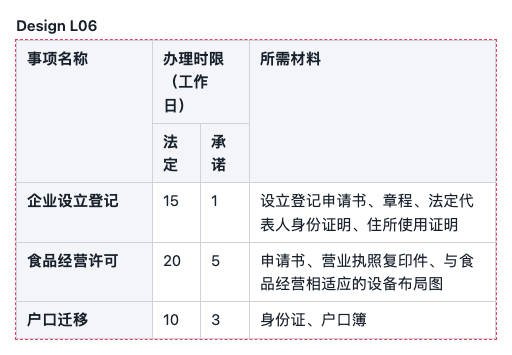 Design L06
事项名称
办理时限
（工作
日）
所需材料
法
定
承
诺
企业设立登记
15
1
设立登记申请书、章程、法定代
表人身份证明、住所使用证明
食品经营许可
20
5
申请书、营业执照复印件、与食
品经营相适应的设备布局图
户口迁移
10
3
身份证、户口簿